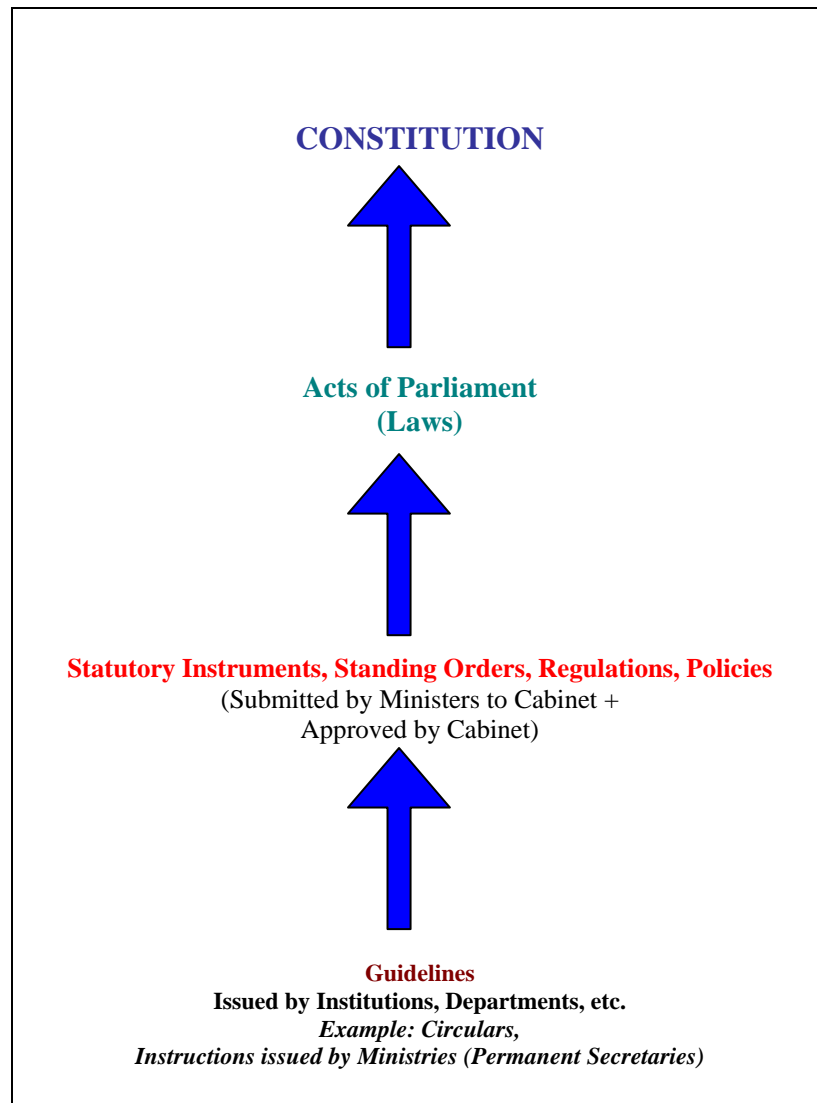 CONSTITUTION
Acts of Parliament
(Laws)
Statutory Instruments, Standing Orders, Regulations, Policies
(Submitted by Ministers to Cabinet +
Approved by Cabinet)
Guidelines
Issued by Institutions, Departments, etc.
Example: Circulars,
Instructions issued by Ministries (Permanent Secretaries)